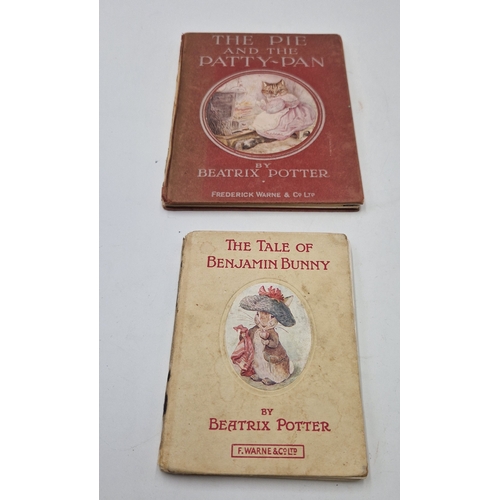 THE PIE
AND THE
PATTY-PAN
BY
BEATRIX POTTER
FREDERICK WARNE & Co LTD
THE TALE OF
BENJAMIN BUNNY
BY
BEATRIX POTTER
F. WARNE & Co LTD